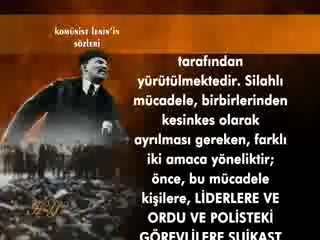 KOMÜNİST LENİN'İN
SÖZLERİ
tarafından
yürütülmektedir. Silahlı
mücadele, birbirlerinden
kesinkes olarak
ayrılması gereken, farklı
iki amaca yöneliktir;
önce, bu mücadele
kişilere, LİDERLERE VE
ORDU VE POLİSTEKİ
GÖREVLİLERE SUİKAST